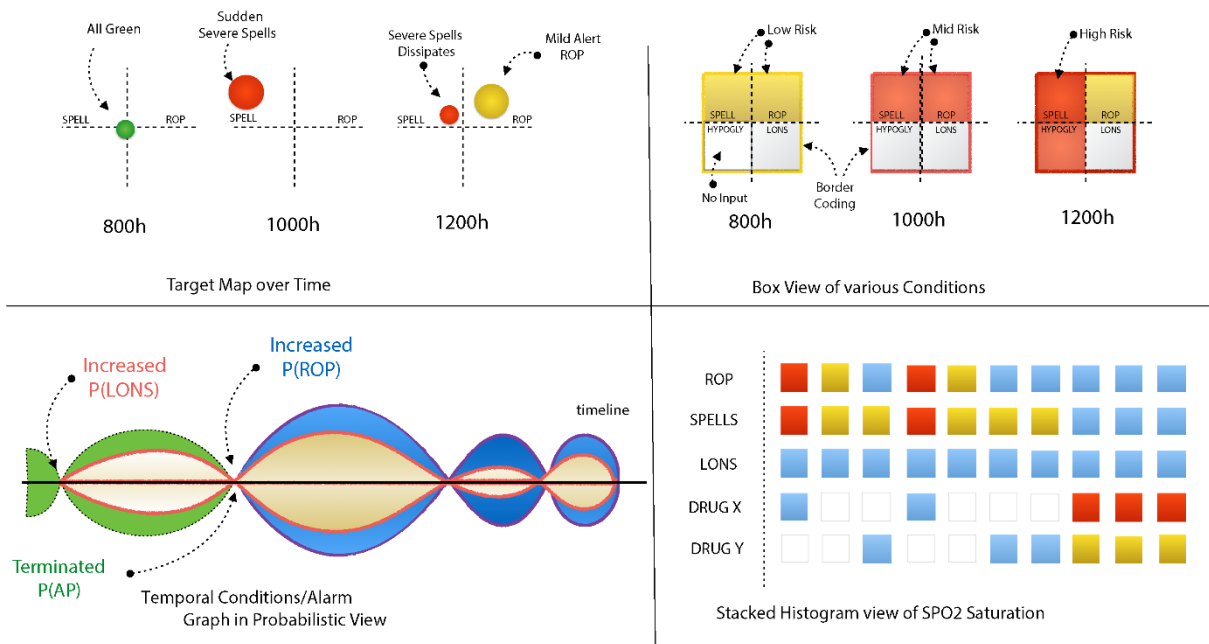 All Green
Sudden
Severe Spells
Severe Spells
Dissipates
Mild Alert
ROP
SPELL
ROP
SPELL
ROP
SPELL
ROP
800h
1000h
1200h
Target Map over Time
Low Risk
Mid Risk
High Risk
SPELL
ROP
HYPOGLY
LONS
SPELL
ROP
HYPOGLY
LONS
SPELL
ROP
HYPOGLY
LONS
No Input
Border
Coding
800h
1000h
1200h
Box View of various Conditions
Increased
P(LONS)
Increased
P(ROP)
timeline
Terminated
P(AP)
Temporal Conditions/Alarm
Graph in Probabilistic View
ROP
SPELLS
LONS
DRUG X
DRUG Y
Stacked Histogram view of SPO2 Saturation